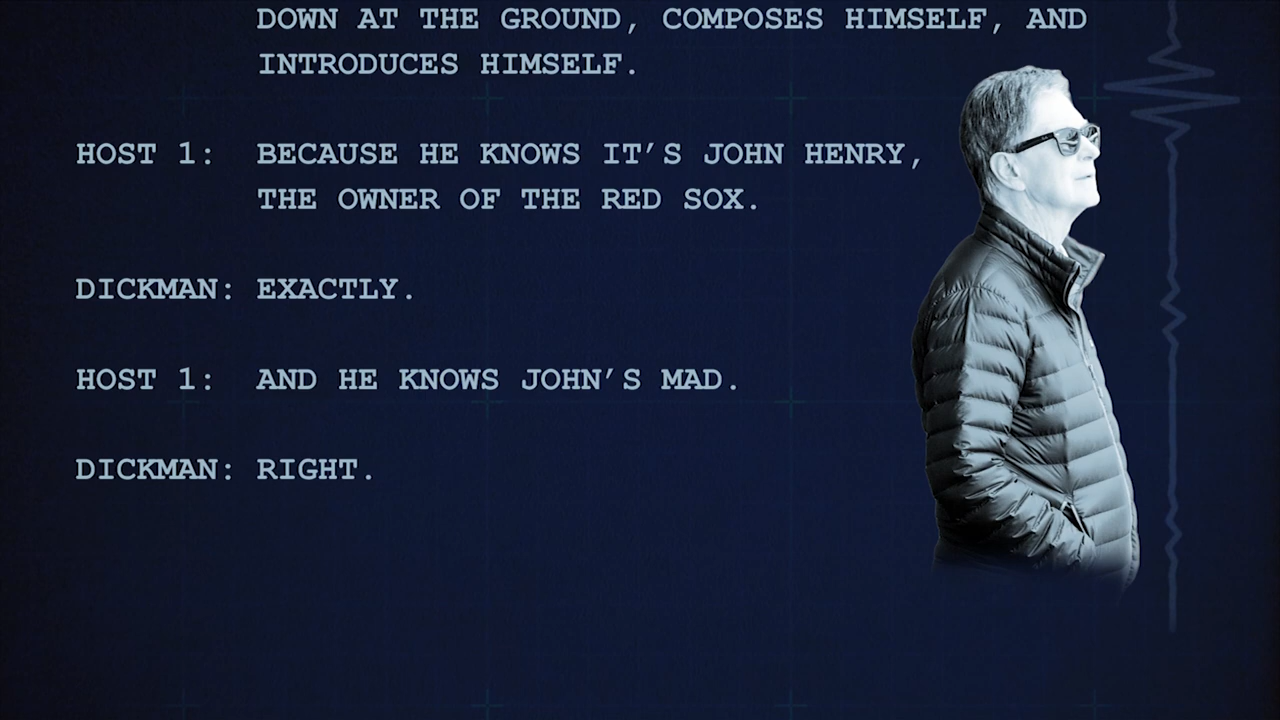 DOWN AT THE GROUND, COMPOSES HIMSELF, AND
INTRODUCES HIMSELF.
HOST 1: BECAUSE HE KNOWS IT’S JOHN HENRY,
THE OWNER OF THE RED SOX.
DICKMAN: EXACTLY.
HOST 1: AND HE KNOWS JOHN’S MAD.
DICKMAN: RIGHT.